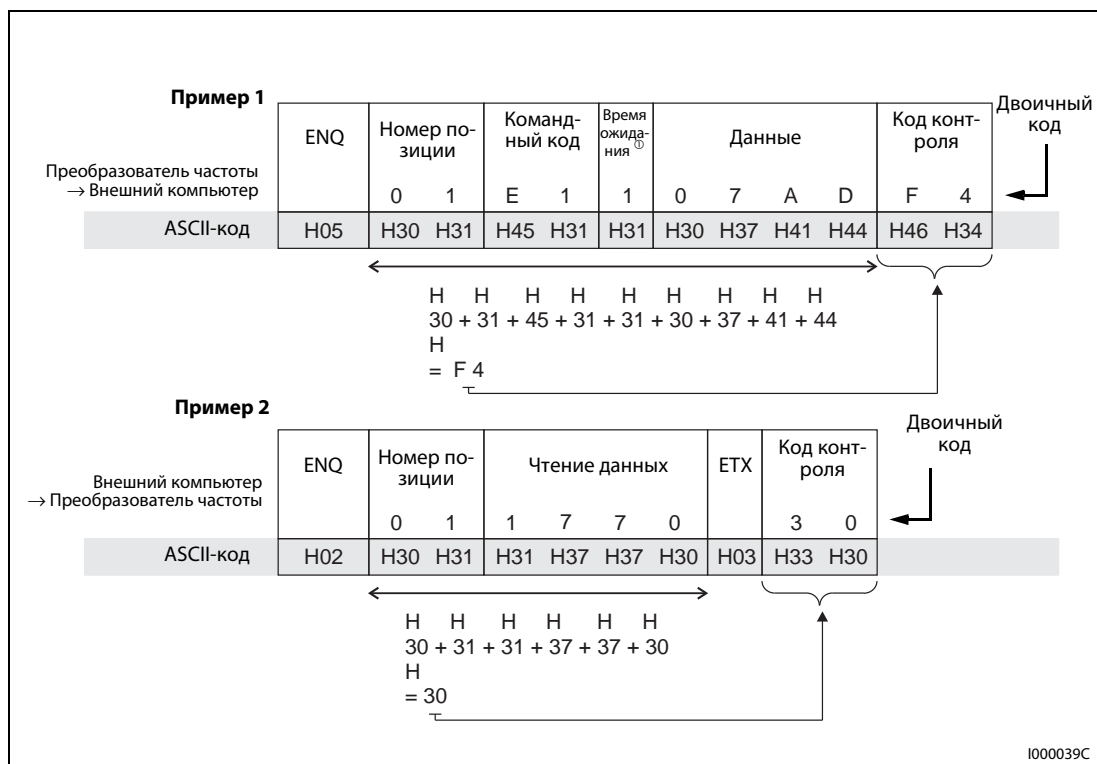 Пример 1
ENQ
Номер по-
зиции
Команд-
ный код
Время
ожида-
ния ①
Данные
Код конт-
роля
Двоичный
код
Преобразователь частоты
→ Внешний компьютер
0 1 E 1 1 0 7 A D F 4
ASCII-код H05 H30 H31 H45 H31 H31 H30 H37 H41 H44 H46 H34
H H H H H H H H H
30 + 31 + 45 + 31 + 31 + 30 + 37 + 41 + 44
H
= F 4
Пример 2
ENQ
Номер по-
зиции
Чтение данных
ETX
Код конт-
роля
Двоичный
код
Внешний компьютер
→ Преобразователь частоты
0 1 1 7 7 0 3 0
ASCII-код H02 H30 H31 H31 H37 H37 H30 H03 H33 H30
H H H H H H
30 + 31 + 31 + 37 + 37 + 30
H
= 30
I000039C